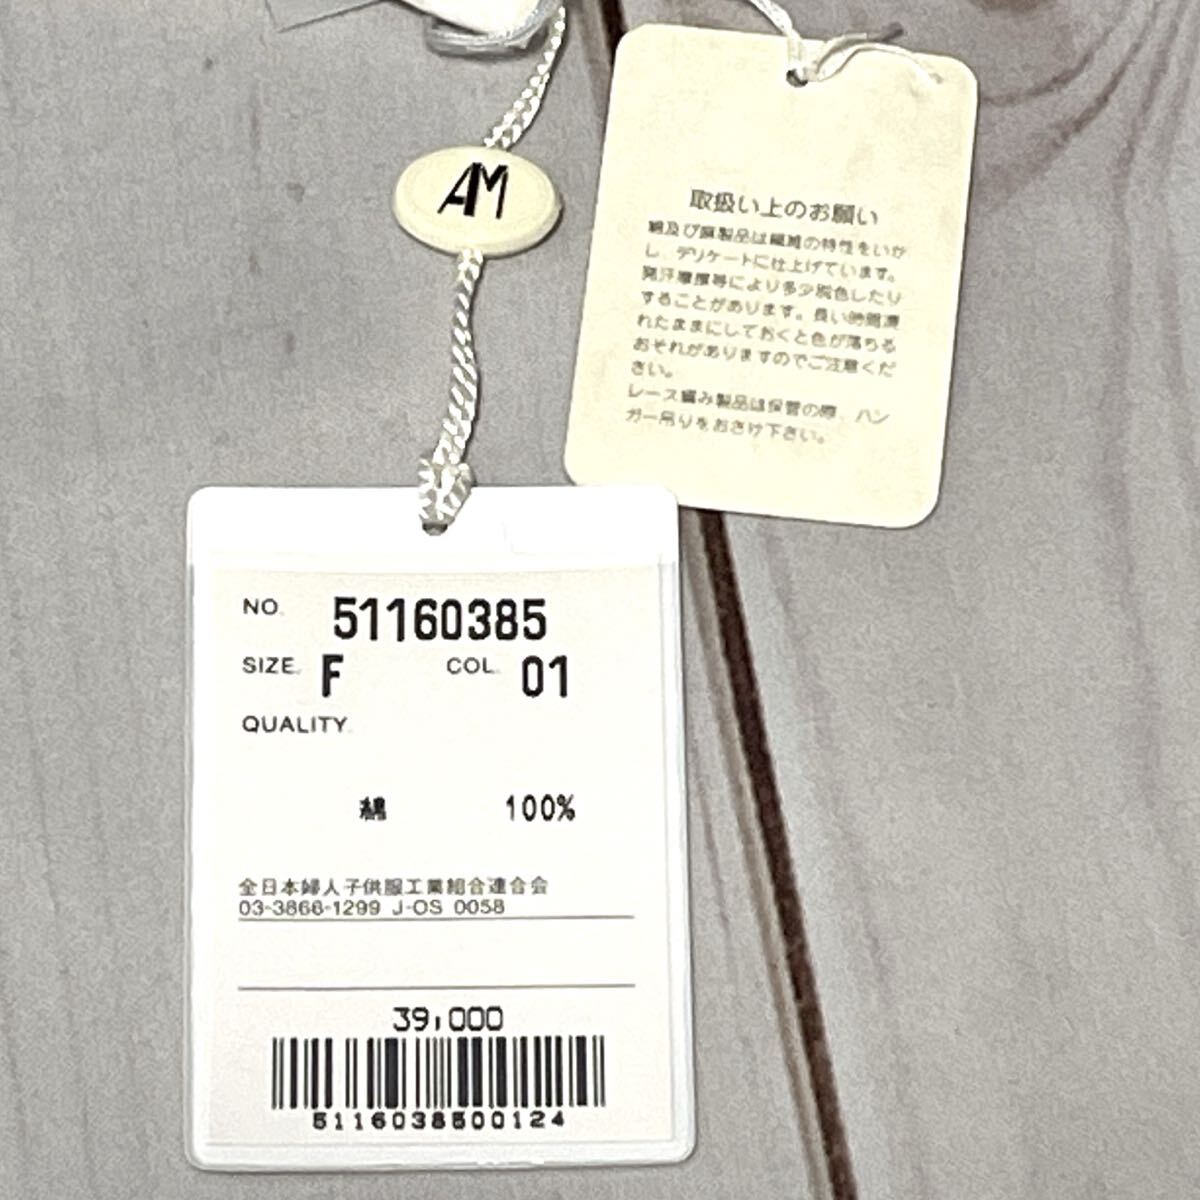 AM
取扱い上のお願い
綿及び麻製品は繊維の特性をいか
し、デリケートに仕上げています。
発汗摩擦等により多少脱色したり
することがあります。長い時間濡
れたままにしておくと色が落ちる
おそれがありますのでご注意くだ
さい。
レース編み製品は保管の際、ハン
ガー吊りをおさけ下さい。
NO. 51160385
SIZE. F COL. 01
QUALITY.
綿 100%
全日本婦人子供服工業組合連合会
03-3866-1299 J-OS 0058
39,000
5116038500124